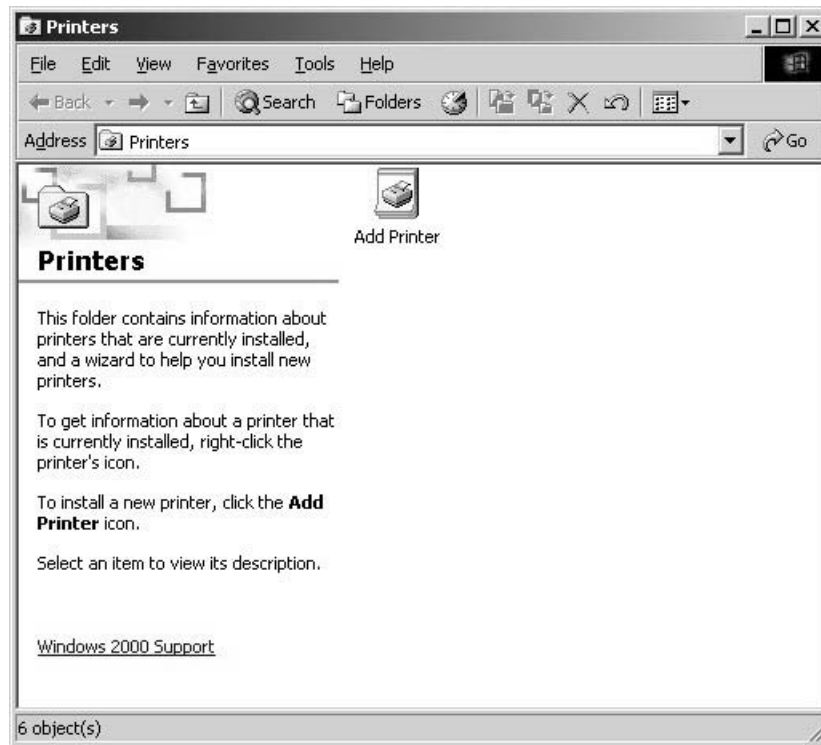 Printers
File Edit View Favorites Tools Help
Back Search Folders
Address Printers Go
Add Printer
Printers
This folder contains information about
printers that are currently installed,
and a wizard to help you install new
printers.
To get information about a printer that
is currently installed, right-click the
printer's icon.
To install a new printer, click the Add
Printer icon.
Select an item to view its description.
Windows 2000 Support
6 object(s)